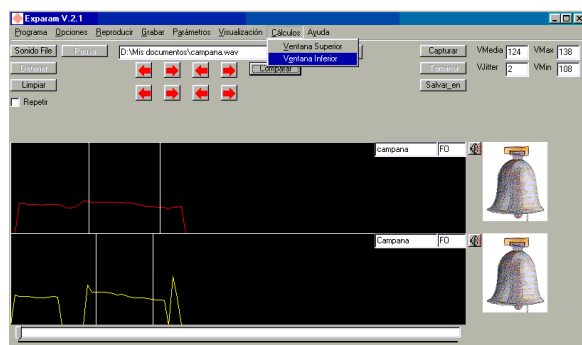 Exparam V.2.1
Programa Opciones Reproducir Grabar Parámetros Visualización Cálculos Ayuda
Sonido File Pausa D:\Mis documentos\campana.wav Ventana Superior Capturar VMedia 124 VMax 138
Detener Ventana Inferior Terminar VJitter 2 VMin 108
Comparar
Limpiar Salvar_en
Repetir
campana F0
Campana F0